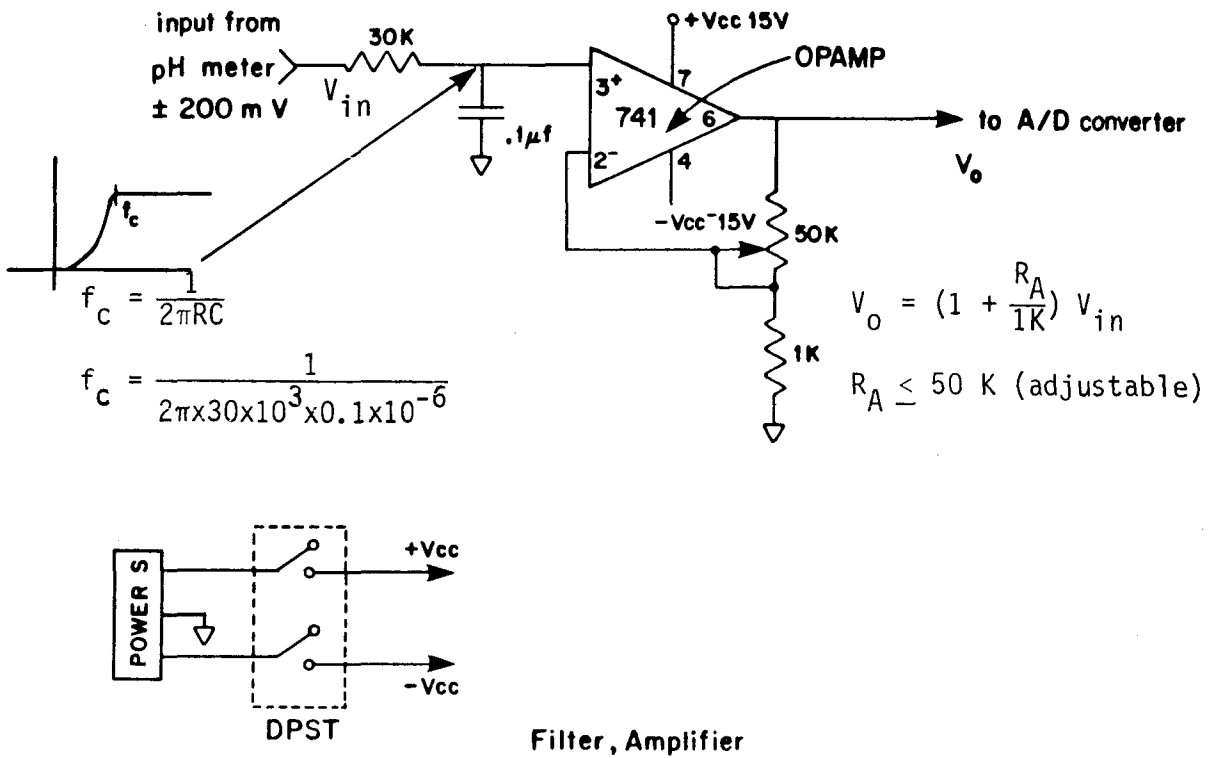 input from
pH meter
± 200 m V
V_in
30K
.1µf
3+
2-
741
7
6
4
+Vcc 15V
OPAMP
-Vcc-15V
to A/D converter
V_o
50K
1K
f_c
f_c = 1/2πRC
f_c = 1/2πx30x10^3x0.1x10^-6
V_o = (1 + R_A/1K) V_in
R_A ≤ 50 K (adjustable)
POWER S
+Vcc
-Vcc
DPST
Filter, Amplifier